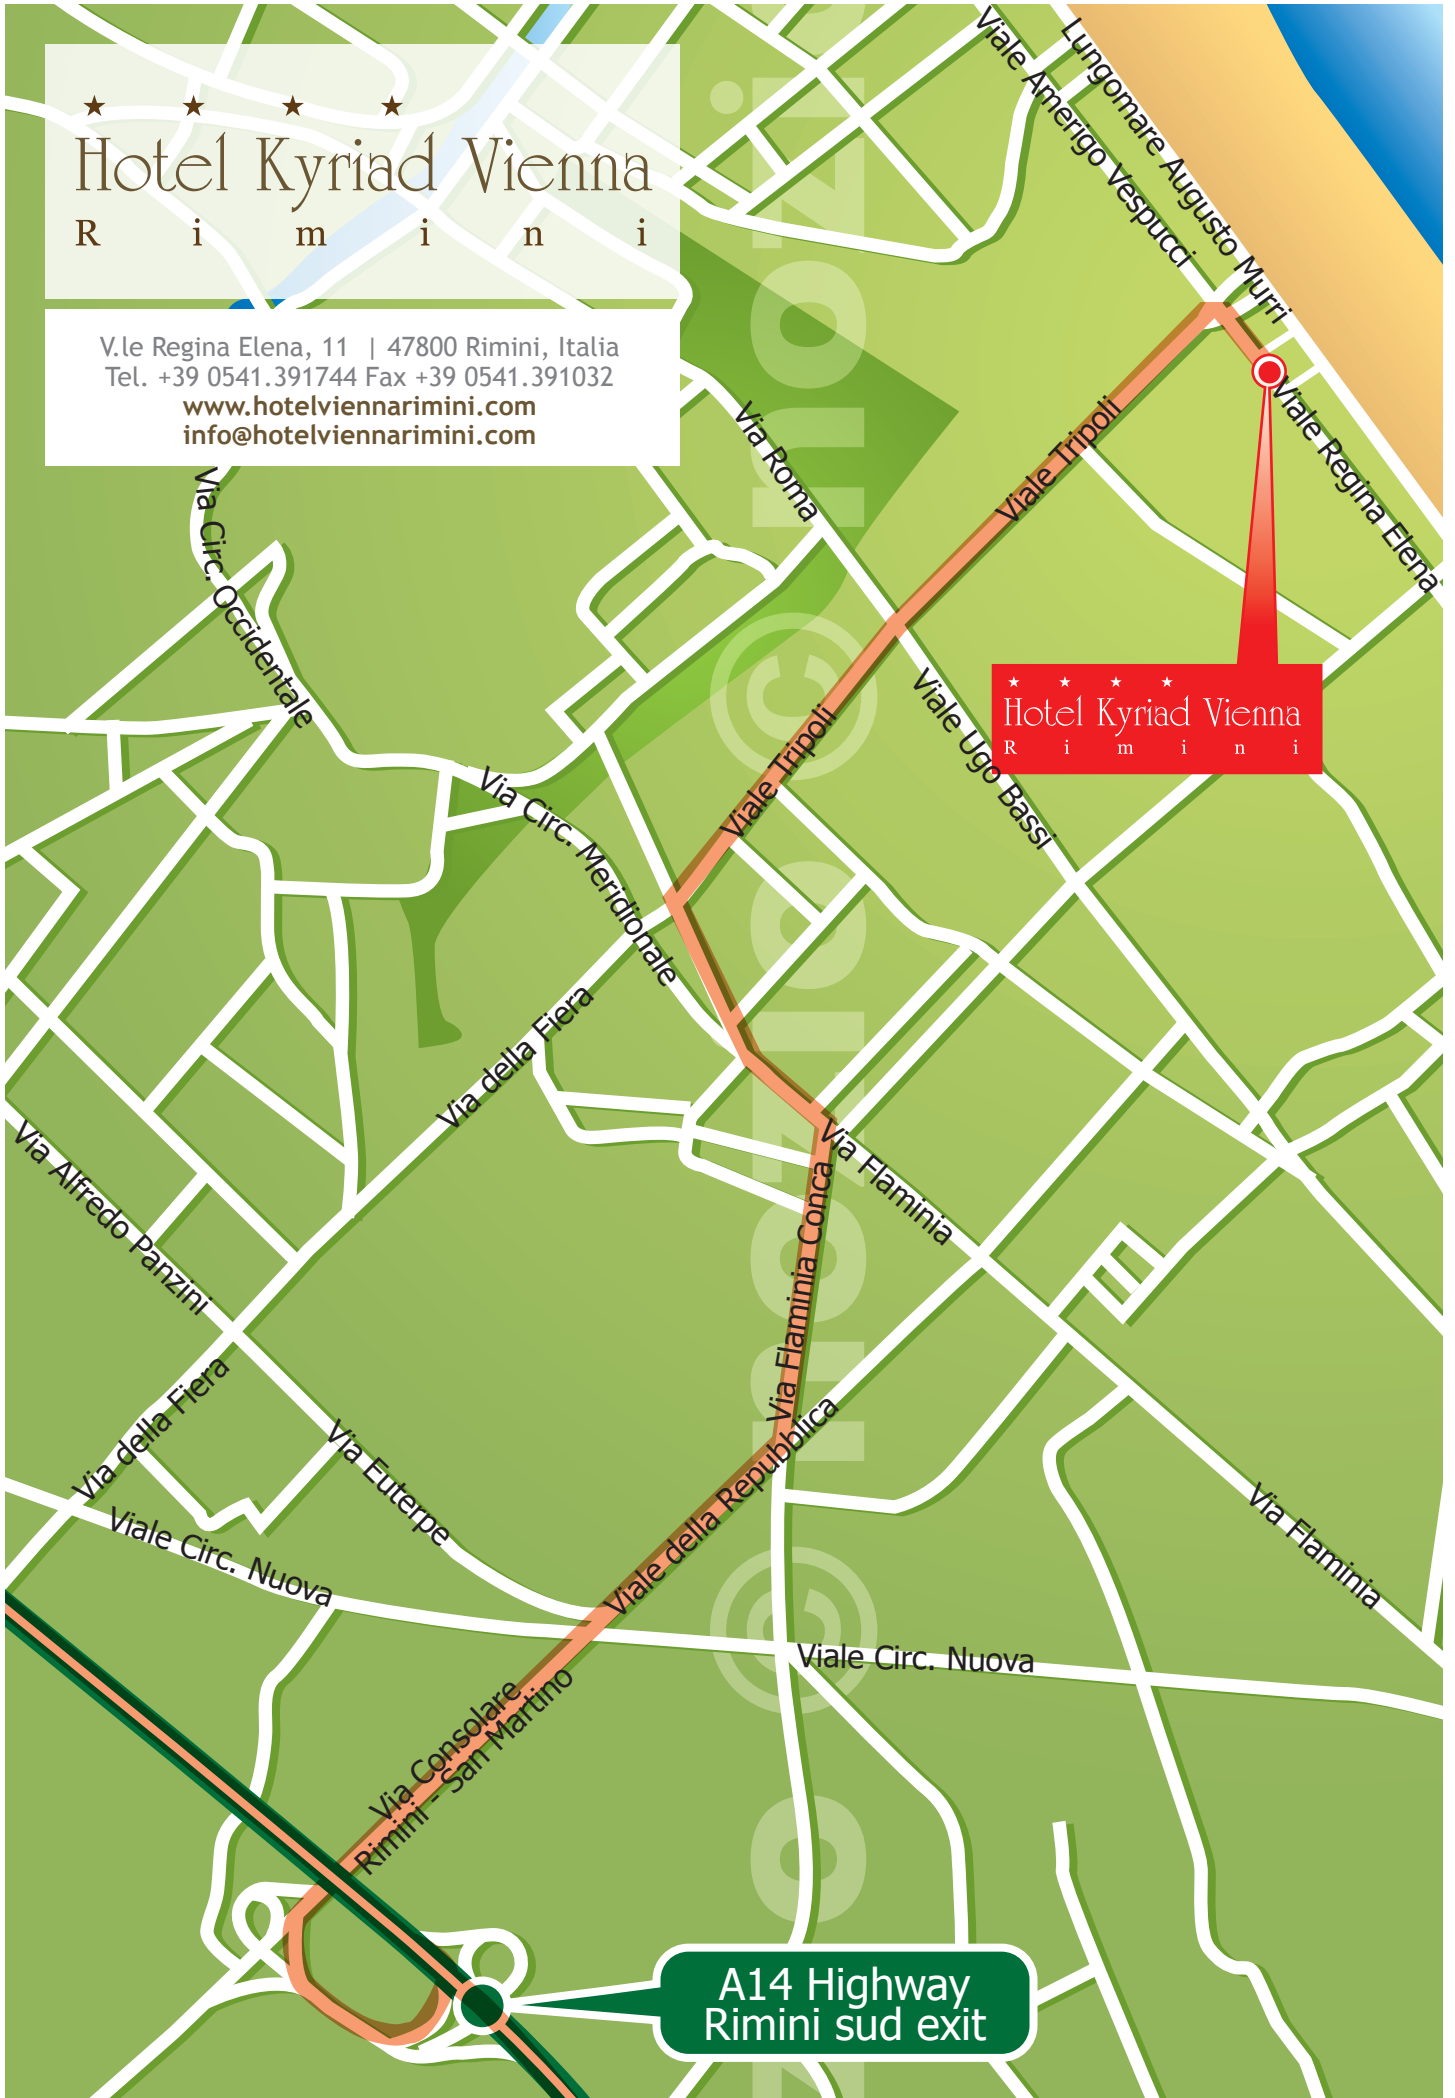 Hotel Kyriad Vienna
Rimini
V.le Regina Elena, 11 | 47800 Rimini, Italia
Tel. +39 0541.391744 Fax +39 0541.391032
www.hotelviennarimini.com
info@hotelviennarimini.com
Viale Amerigo Vespucci
Lungomare Augusto Murri
Viale Regina Elena
Via Roma
Viale Tripoli
Via Circ. Occidentale
Hotel Kyriad Vienna
Rimini
Viale Tripoli
Viale Ugo Bassi
Via Circ. Meridionale
Via della Fiera
Via Alfredo Panzini
Via Flaminia
Via Flaminia Conca
Via della Fiera
Via Euterpe
Viale della Repubblica
Viale Circ. Nuova
Via Flaminia
Viale Circ. Nuova
Via Consolare
Rimini - San Martino
A14 Highway
Rimini sud exit